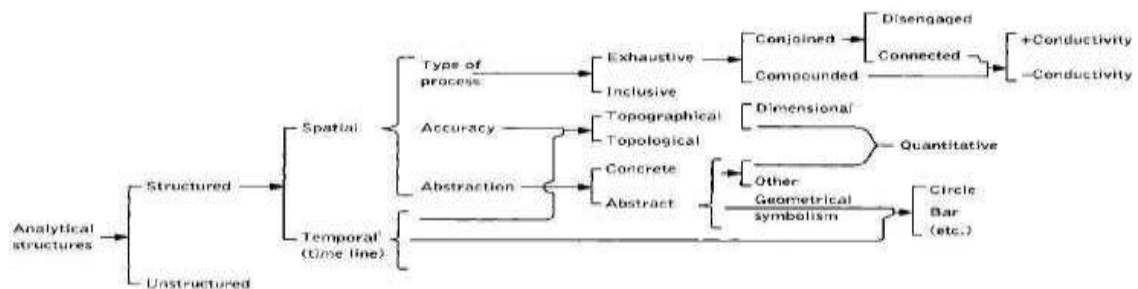 Disengaged
Conjoined
+Conductivity
Exhaustive
Connected
Type of
process
Compounded
—Conductivity
Inclusive
Dimensional
Topographical
Spatial
Accuracy
Topological
Quantitative
Concrete
Structured
Abstraction
Other
Circle
Abstract
Geometrical
symbolism
Bar
Analytical
structures
Temporal
(time line)
(etc.)
Unstructured